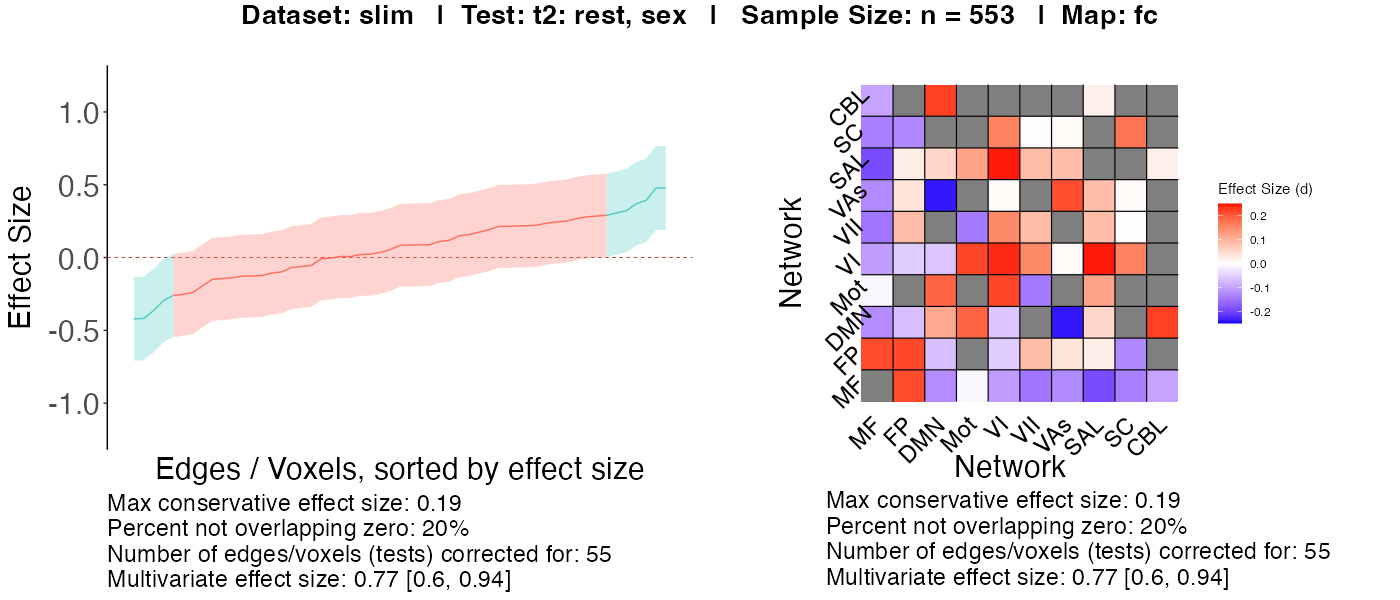 Dataset: slim | Test: t2: rest, sex | Sample Size: n = 553 | Map: fc
Effect Size
1.0
0.5
0.0
-0.5
-1.0
Edges / Voxels, sorted by effect size
Max conservative effect size: 0.19
Percent not overlapping zero: 20%
Number of edges/voxels (tests) corrected for: 55
Multivariate effect size: 0.77 [0.6, 0.94]
Network
CBL
SC
SAL
VAs
VII
VI
Mot
DMN
FP
MF
MF FP DMN Mot VI VII VAs SAL SC CBL
Network
Effect Size (d)
0.2
0.1
0.0
-0.1
-0.2
Max conservative effect size: 0.19
Percent not overlapping zero: 20%
Number of edges/voxels (tests) corrected for: 55
Multivariate effect size: 0.77 [0.6, 0.94]